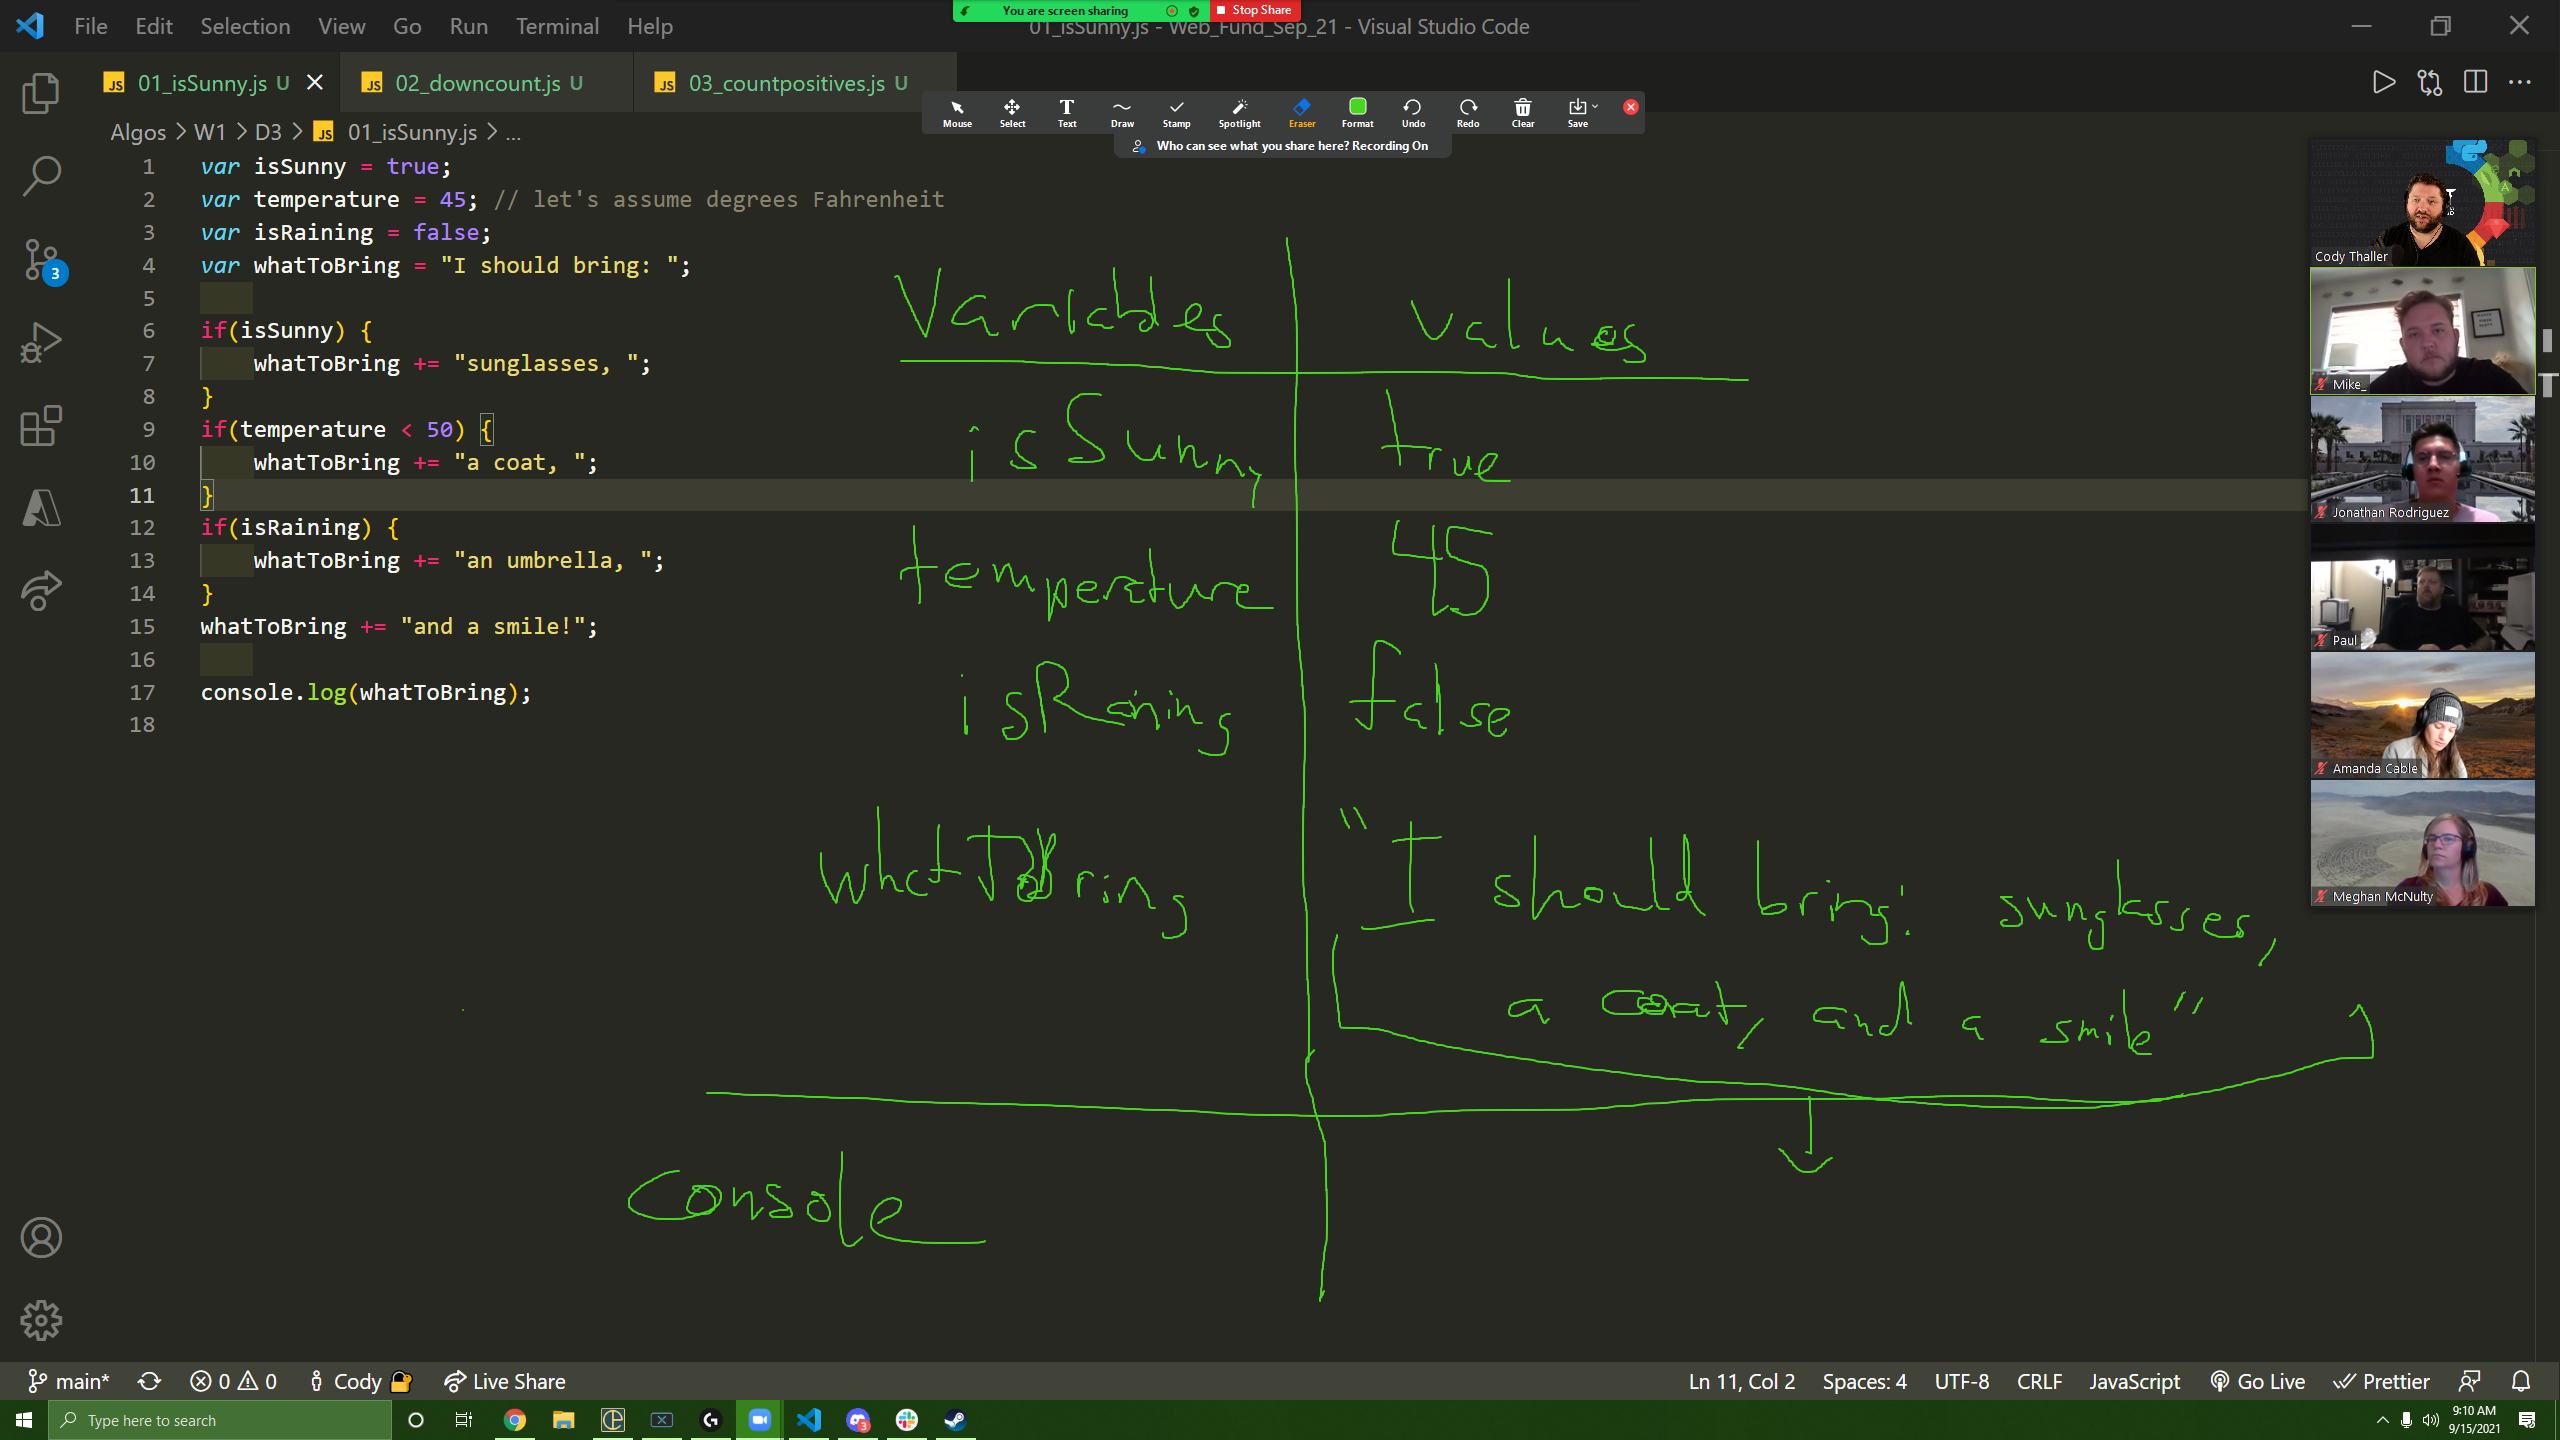 You are screen sharing Stop Share
File Edit Selection View Go Run Terminal Help
01_isSunny.js - Web_Fund_Sep_21 - Visual Studio Code
01_isSunny.js U
02_downcount.js U
03_countpositives.js U
Mouse Select Text Draw Stamp Spotlight Eraser Format Undo Redo Clear Save
Who can see what you share here? Recording On
Algos > W1 > D3 > JS 01_isSunny.js > ...
1 var isSunny = true;
2 var temperature = 45; // let's assume degrees Fahrenheit
3 var isRaining = false;
4 var whatToBring = "I should bring: ";
5
6 if(isSunny) {
7 whatToBring += "sunglasses, ";
8 }
9 if(temperature < 50) {
10 whatToBring += "a coat, ";
11 }
12 if(isRaining) {
13 whatToBring += "an umbrella, ";
14 }
15 whatToBring += "and a smile!";
16
17 console.log(whatToBring);
18
Variables values
isSunny true
temperature 45
isRaining false
whatToBring "I should bring: sunglasses,
a coat, and a smile"
Console
Cody Thaller
Mike_
Jonathan Rodriguez
Paul
Amanda Cable
Meghan McNulty
3
main* 0 0 Cody Live Share
Ln 11, Col 2 Spaces: 4 UTF-8 CRLF JavaScript Go Live Prettier
Type here to search
3
9:10 AM
9/15/2021